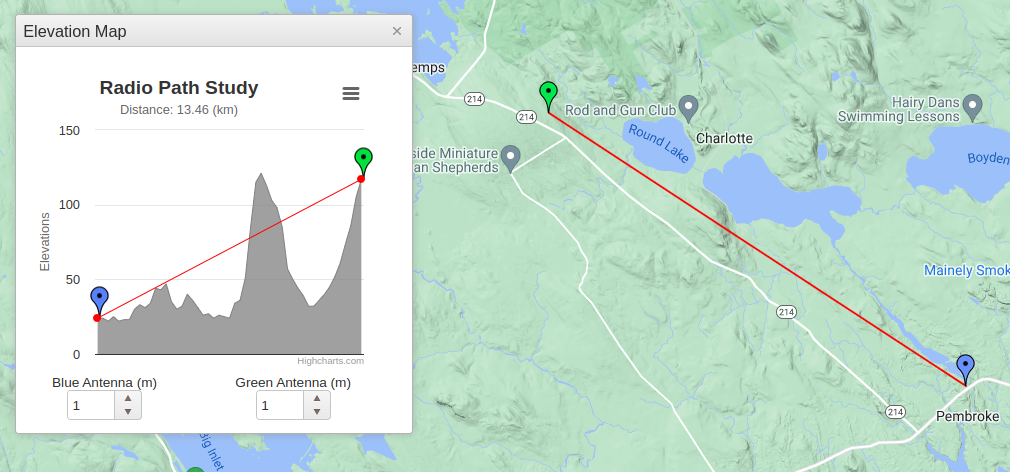 Elevation Map
×
Radio Path Study
Distance: 13.46 (km)
150
100
50
0
Elevations
Highcharts.com
Blue Antenna (m)
Green Antenna (m)
1
1
emps
214
214
Rod and Gun Club
Charlotte
Round Lake
Hairy Dans
Swimming Lessons
Boyden
side Miniature
an Shepherds
Mainely Smok
214
214
Pembroke
Big Inlet